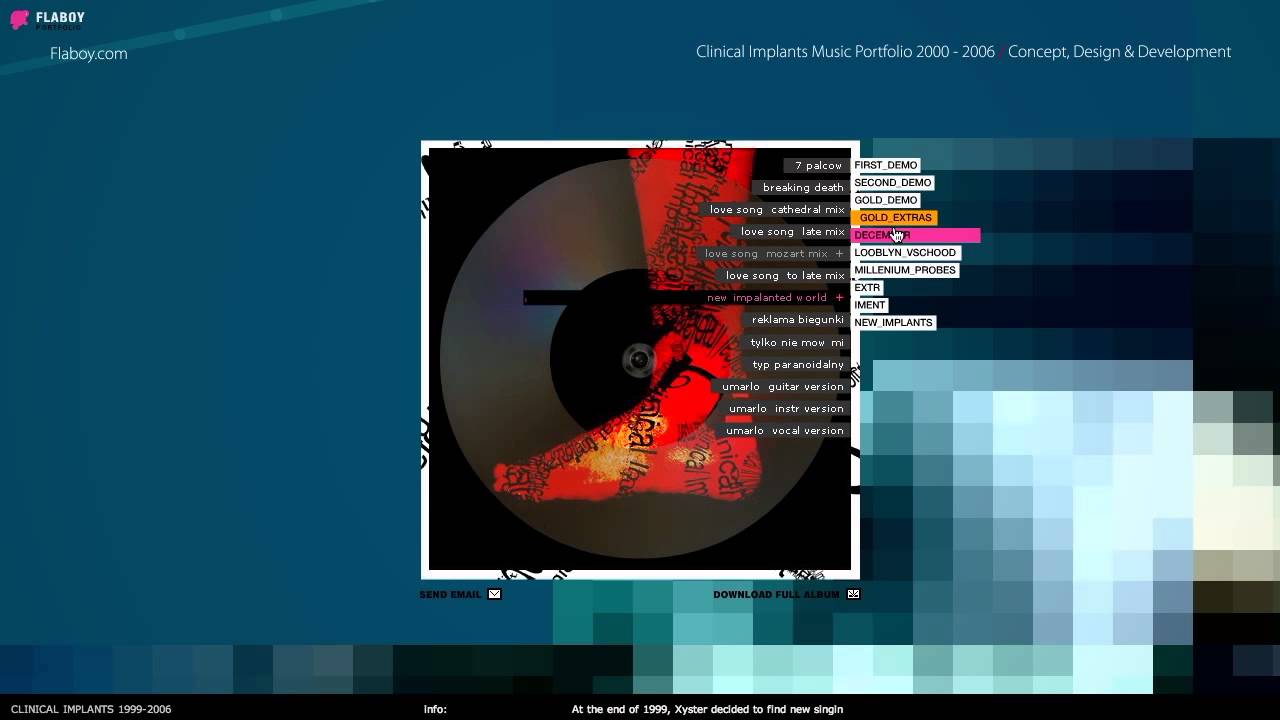 FLABOY
PORTFOLIO
Flaboy.com
Clinical Implants Music Portfolio 2000 - 2006 / Concept, Design & Development
7 palcow
breaking death
love song cathedral mix
love song late mix
love song mozart mix +
love song to late mix
new impalanted world +
reklama biegunki
tylko nie mow mi
typ paranoidalny
umarlo guitar version
umarlo instr version
umarlo vocal version
FIRST_DEMO
SECOND_DEMO
GOLD_DEMO
GOLD_EXTRAS
DECEMBER
LOOBLYN_VSCHOOD
MILLENIUM_PROBES
EXTR
IMENT
NEW_IMPLANTS
SEND EMAIL
DOWNLOAD FULL ALBUM
CLINICAL IMPLANTS 1999-2006
info:
At the end of 1999, Xyster decided to find new singin